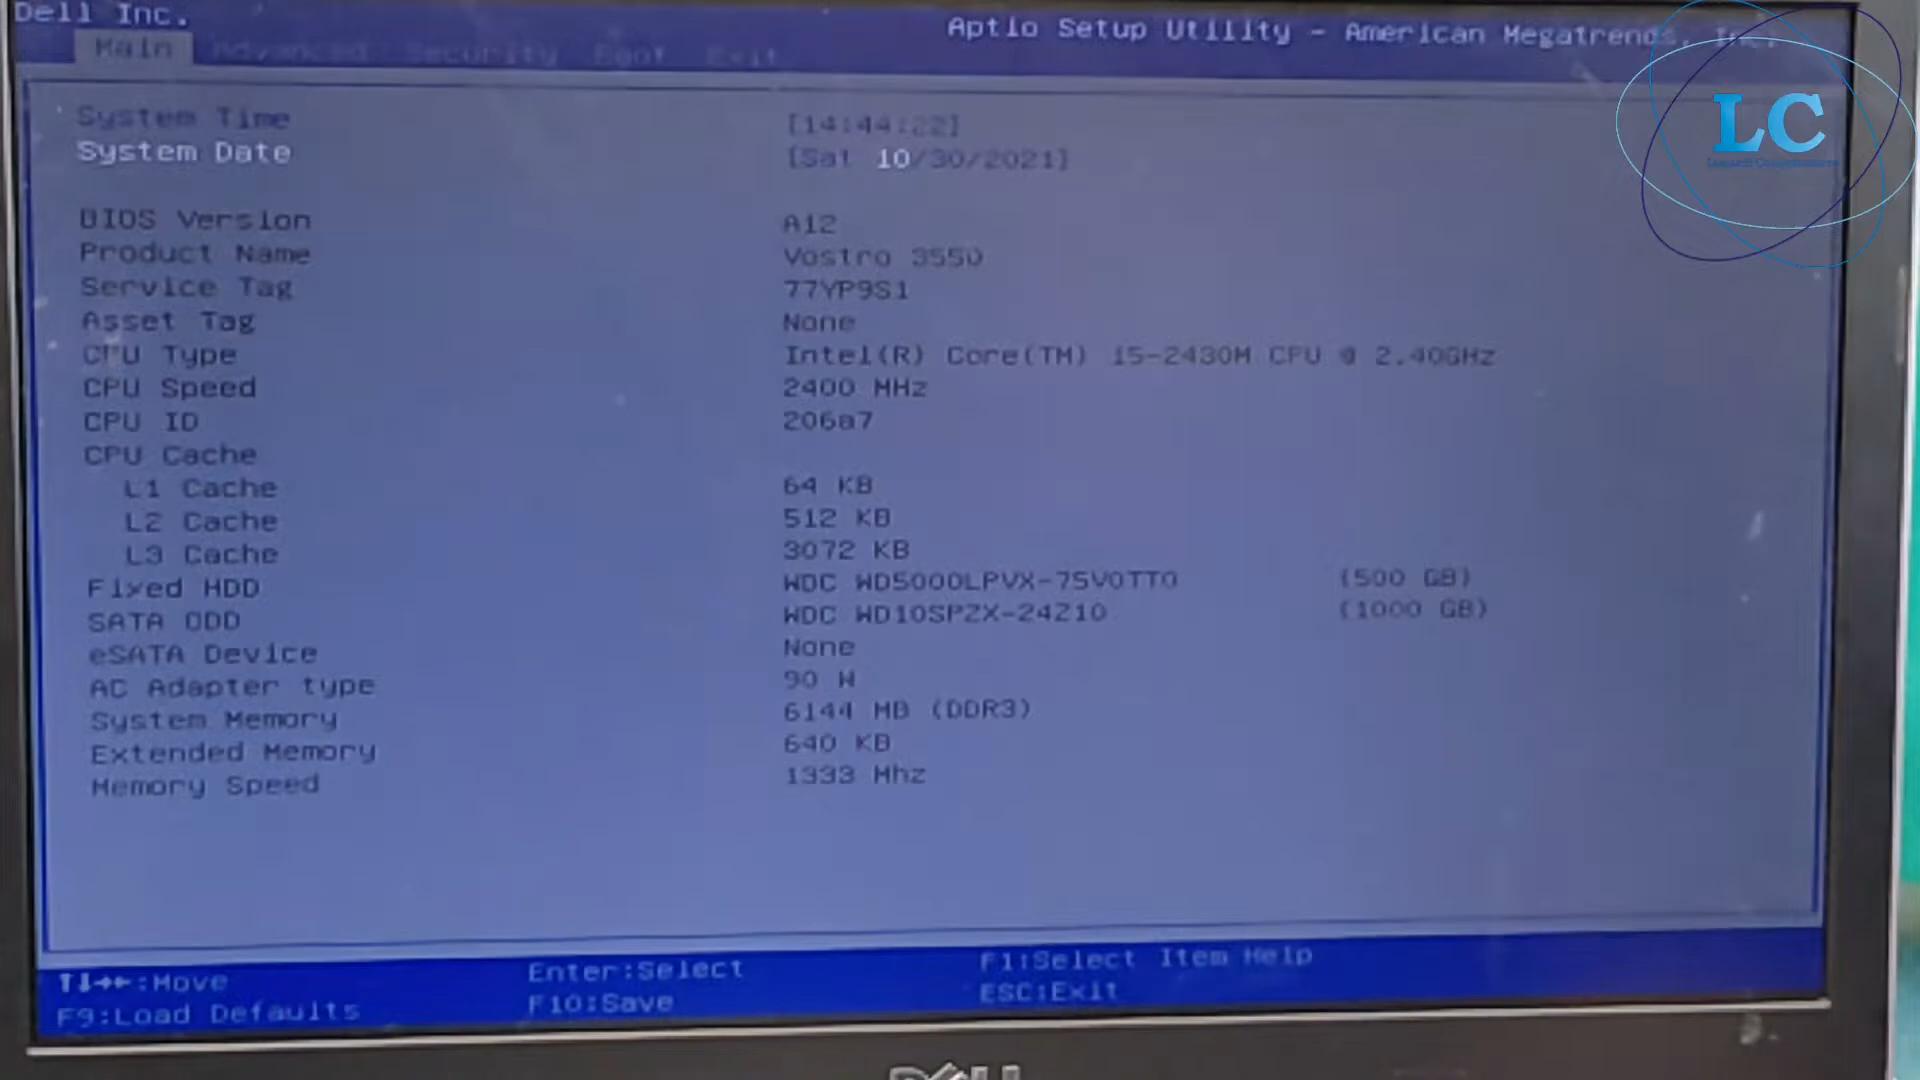 Dell Inc.
Aptio Setup Utility - American Megatrends, Inc.
Main Advanced Security Boot Exit
System Time [14:44:22]
System Date [Sat 10/30/2021]
BIOS Version A12
Product Name Vostro 3550
Service Tag 77YP9S1
Asset Tag None
CPU Type Intel(R) Core(TM) i5-2430M CPU @ 2.40GHz
CPU Speed 2400 MHz
CPU ID 206a7
CPU Cache
L1 Cache 64 KB
L2 Cache 512 KB
L3 Cache 3072 KB
Fixed HDD WDC WD5000LPVX-75V0TT0 (500 GB)
SATA ODD WDC WD10SPZX-24Z10 (1000 GB)
eSATA Device None
AC Adapter type 90 W
System Memory 6144 MB (DDR3)
Extended Memory 640 KB
Memory Speed 1333 Mhz
↑↓→←:Move Enter:Select F1:Select Item Help
F9:Load Defaults F10:Save ESC:Exit
LC
DELL